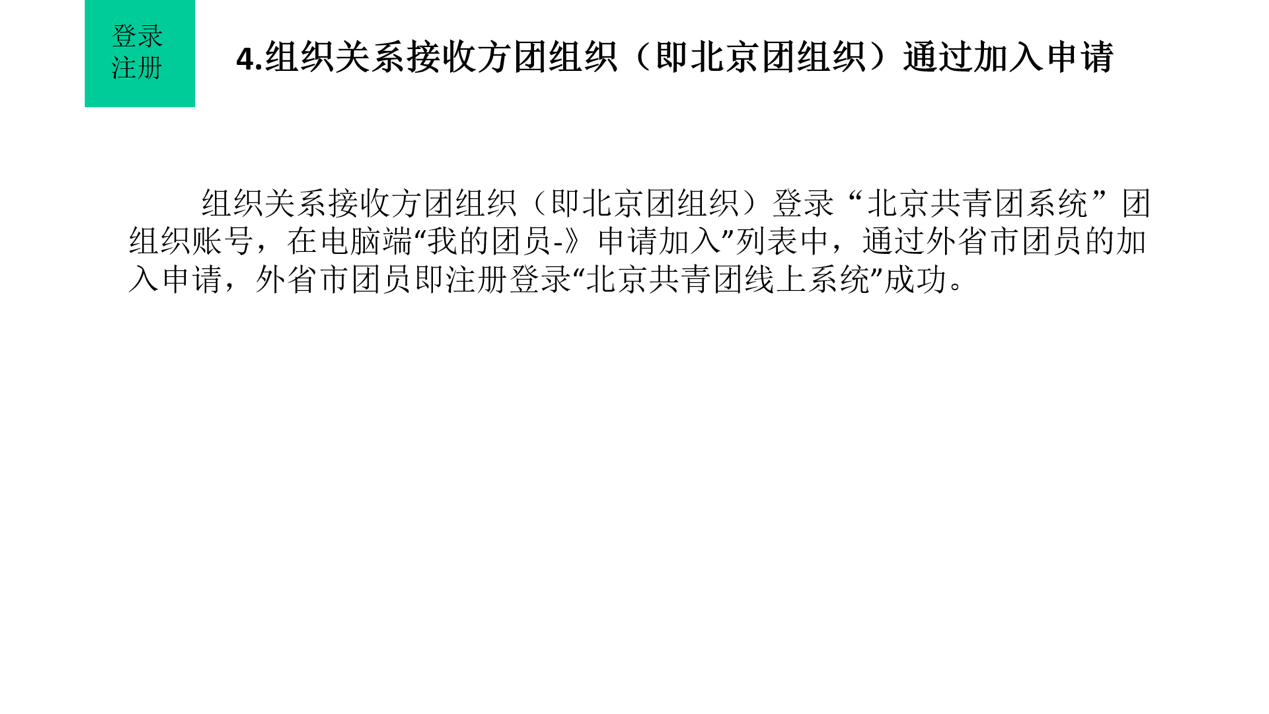 登录
注册
4.组织关系接收方团组织（即北京团组织）通过加入申请
组织关系接收方团组织（即北京团组织）登录“北京共青团系统”团
组织账号，在电脑端“我的团员-》申请加入”列表中，通过外省市团员的加
入申请，外省市团员即注册登录“北京共青团线上系统”成功。